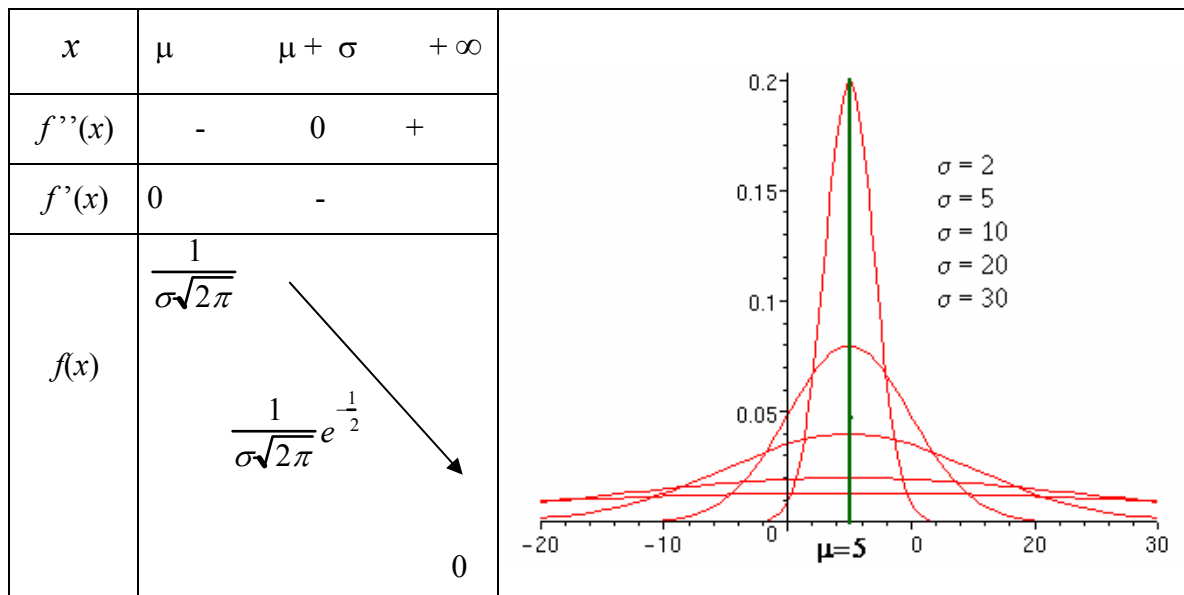 x μ μ + σ + ∞
f ’’(x) - 0 +
f ’(x) 0 -
f(x)
1
σ√2π
1
σ√2π e^-1/2
0
0.2
0.15
0.1
0.05
σ = 2
σ = 5
σ = 10
σ = 20
σ = 30
-20 -10 0 μ=5 0 20 30